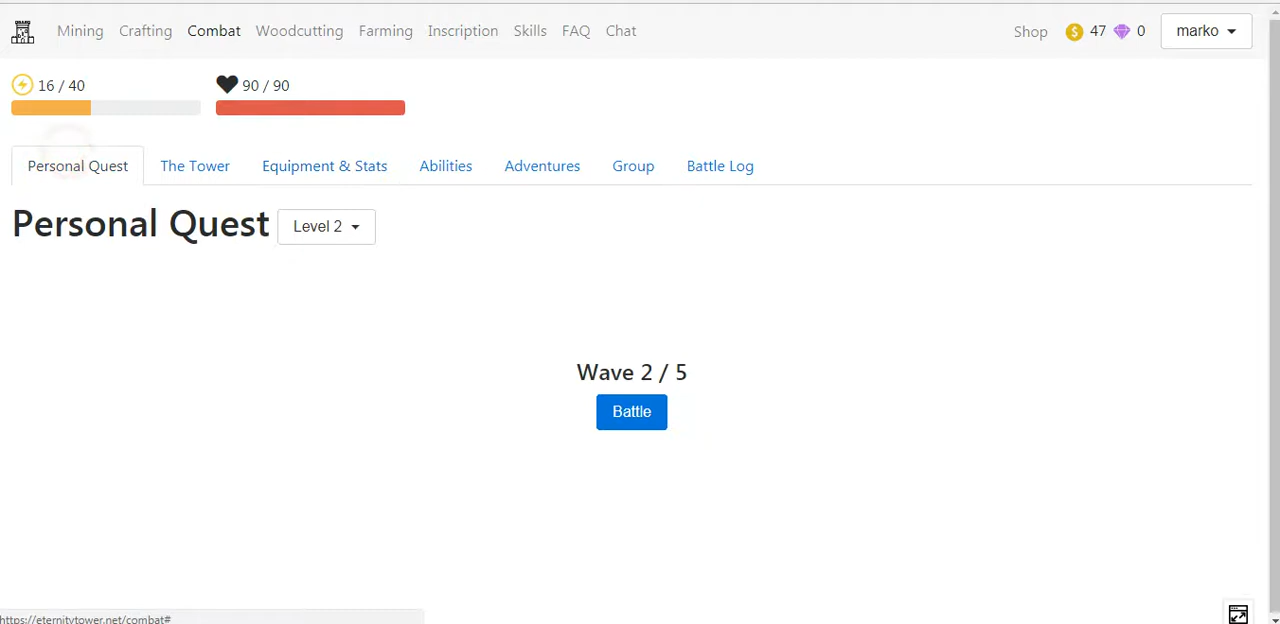 Mining Crafting Combat Woodcutting Farming Inscription Skills FAQ Chat Shop 47 0 marko
16 / 40 90 / 90
Personal Quest The Tower Equipment & Stats Abilities Adventures Group Battle Log
Personal Quest Level 2
Wave 2 / 5
Battle
https://eternitytower.net/combat#